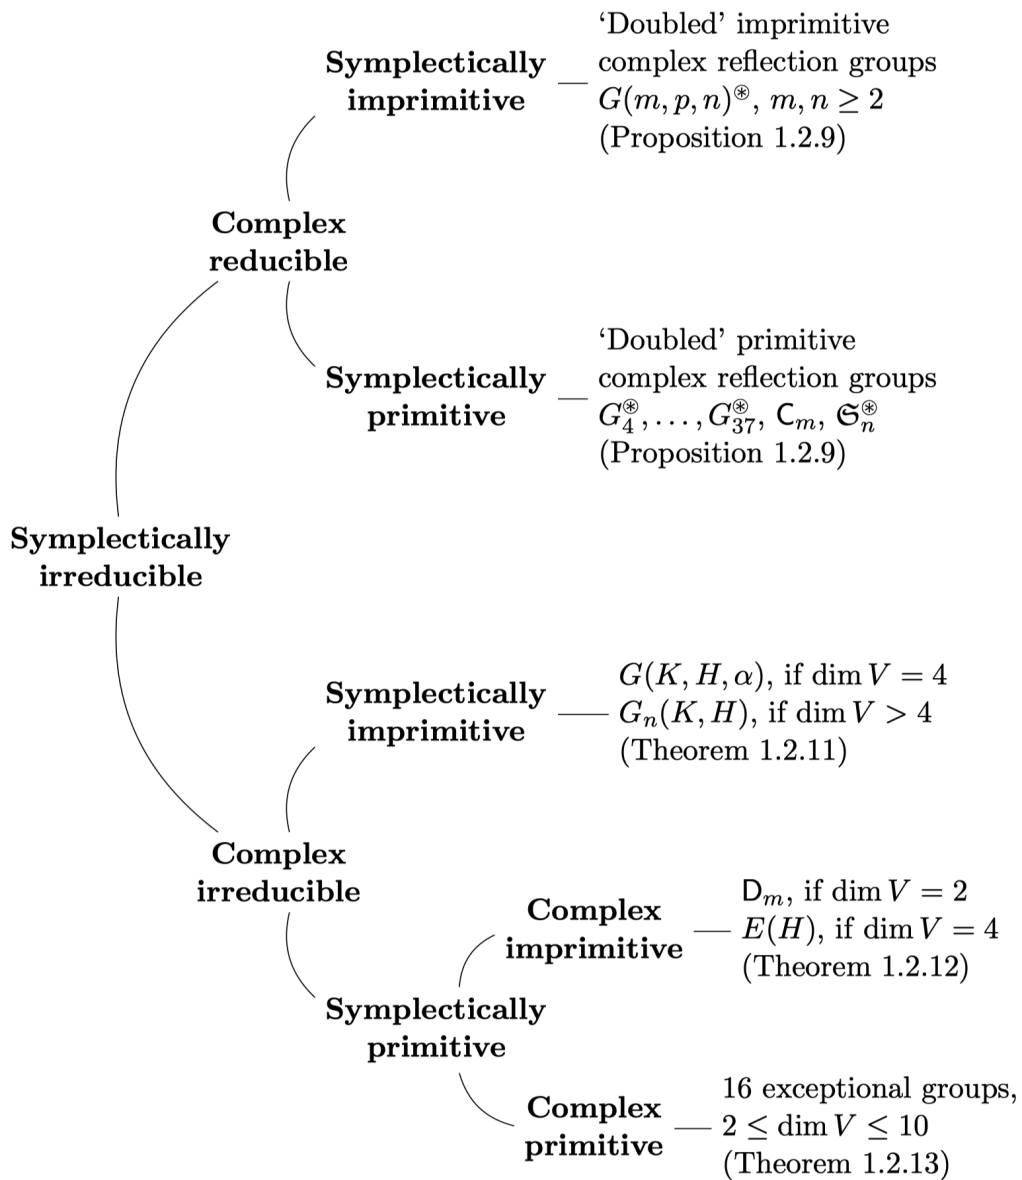 Symplectically
imprimitive
‘Doubled’ imprimitive
complex reflection groups
G(m, p, n)^⊛, m, n ≥ 2
(Proposition 1.2.9)
Complex
reducible
Symplectically
primitive
‘Doubled’ primitive
complex reflection groups
G_4^⊛, . . . , G_37^⊛, C_m, 𝔖_n^⊛
(Proposition 1.2.9)
Symplectically
irreducible
Symplectically
imprimitive
G(K, H, α), if dim V = 4
G_n(K, H), if dim V > 4
(Theorem 1.2.11)
Complex
irreducible
Complex
imprimitive
D_m, if dim V = 2
E(H), if dim V = 4
(Theorem 1.2.12)
Symplectically
primitive
Complex
primitive
16 exceptional groups,
2 ≤ dim V ≤ 10
(Theorem 1.2.13)